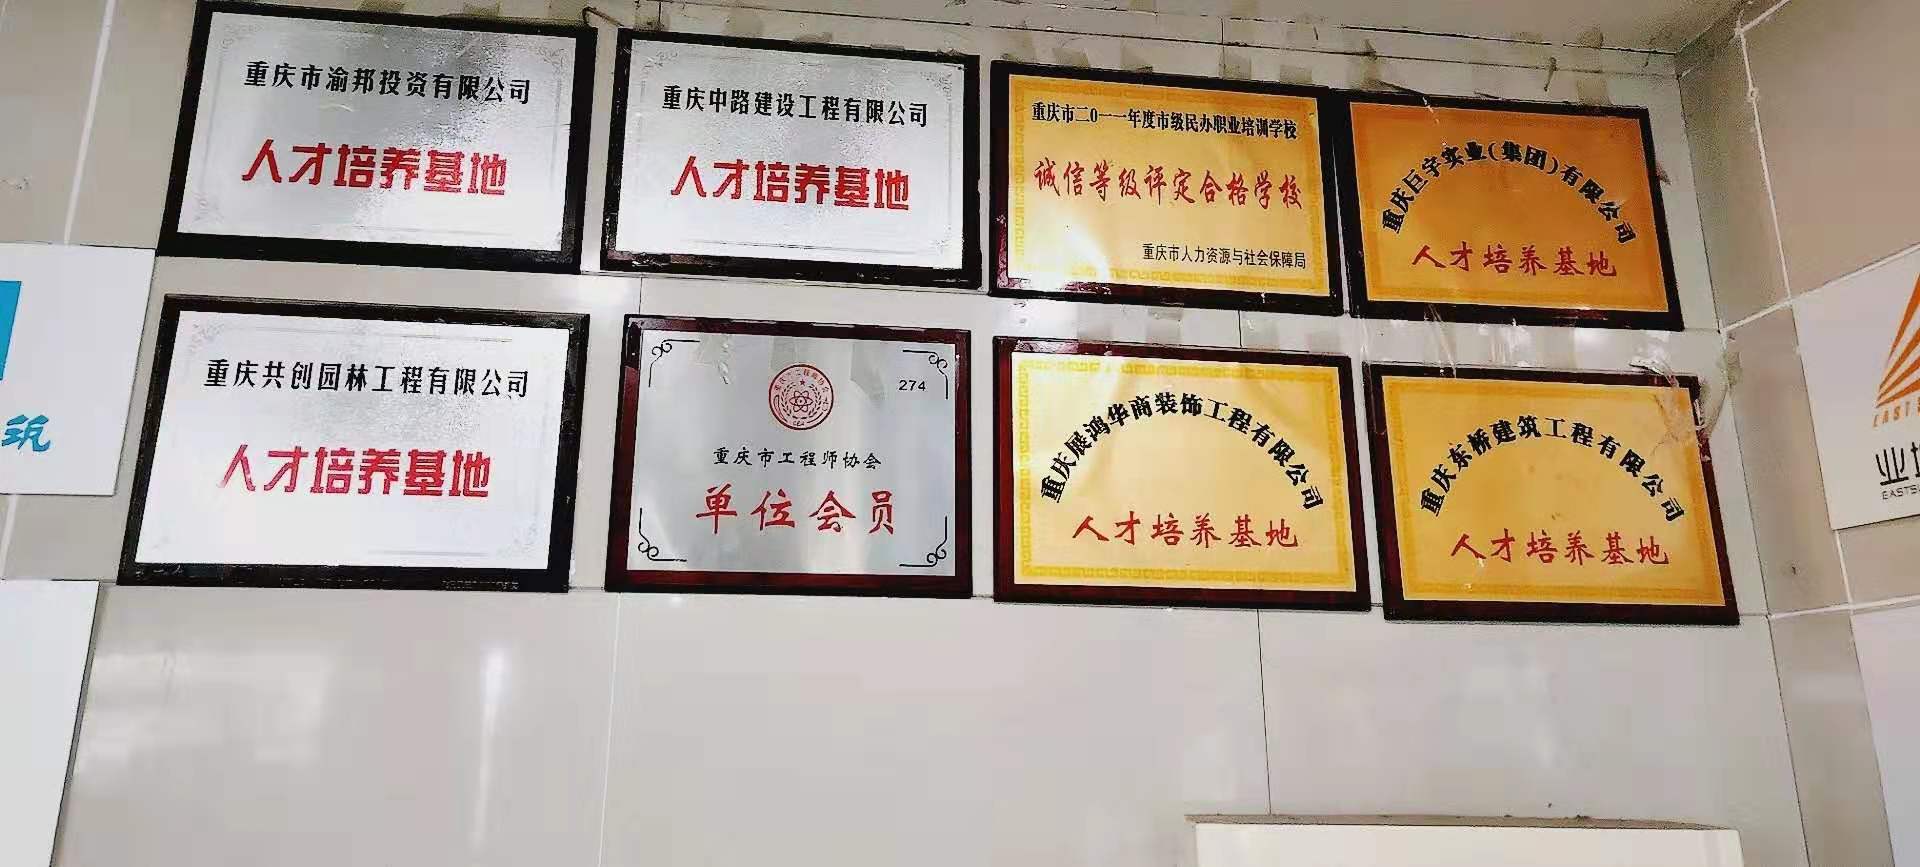 重庆市渝邦投资有限公司
人才培养基地
重庆中路建设工程有限公司
人才培养基地
重庆市二0一一年度市级民办职业培训学校
诚信等级评定合格学校
重庆市人力资源与社会保障局
重庆巨宇实业(集团)有限公司
人才培养基地
重庆共创园林工程有限公司
人才培养基地
274
重庆市工程师协会
单位会员
重庆展鸿华商装饰工程有限公司
人才培养基地
重庆东桥建筑工程有限公司
人才培养基地
筑
EAST
业
EASTS